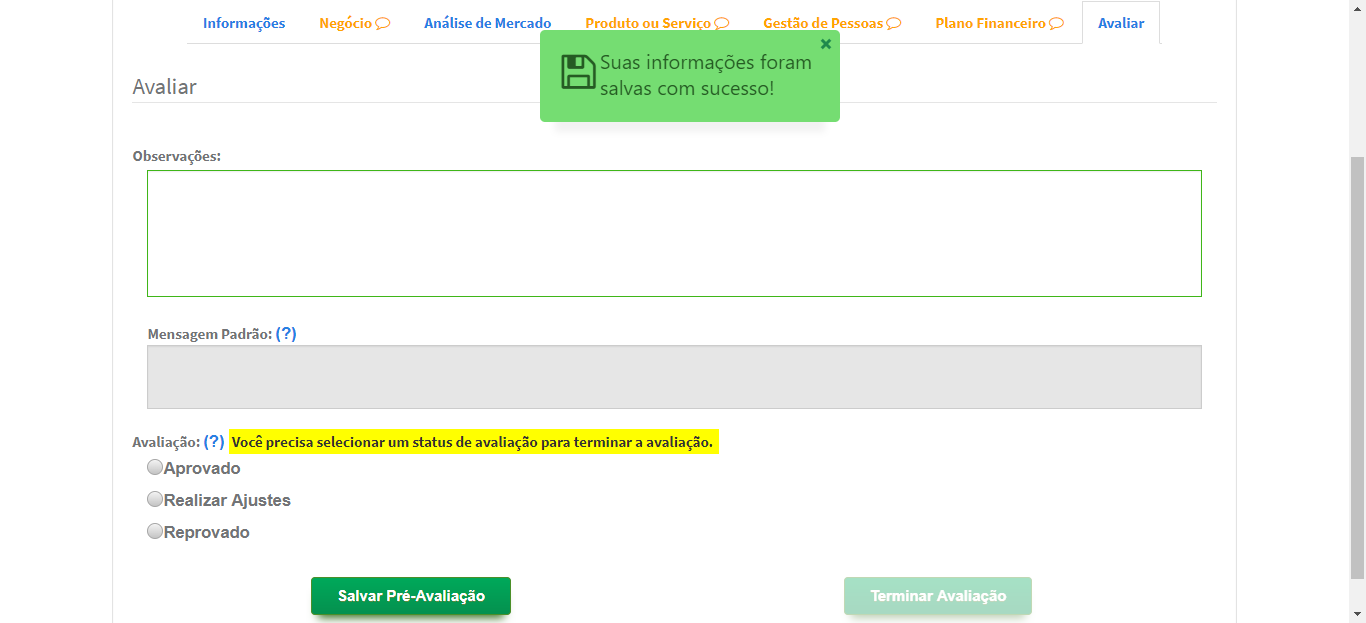 Informações Negócio Análise de Mercado Produto ou Serviço Gestão de Pessoas Plano Financeiro Avaliar
Suas informações foram
salvas com sucesso!
Avaliar
Observações:
Mensagem Padrão: (?)
Avaliação: (?) Você precisa selecionar um status de avaliação para terminar a avaliação.
Aprovado
Realizar Ajustes
Reprovado
Salvar Pré-Avaliação Terminar Avaliação